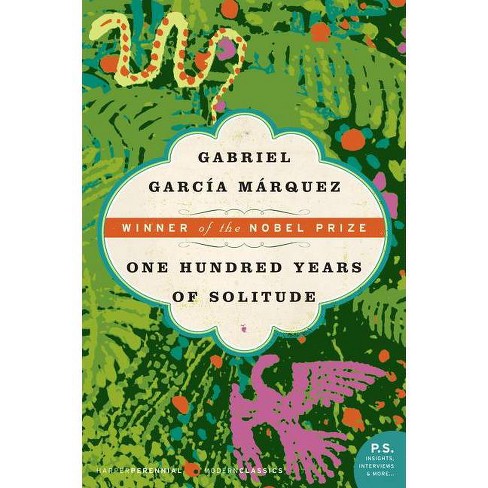 GABRIEL
GARCÍA MÁRQUEZ
WINNER of the NOBEL PRIZE
ONE HUNDRED YEARS
OF SOLITUDE
P.S.
INSIGHTS,
INTERVIEWS
& MORE...
HARPERPERENNIAL MODERNCLASSICS